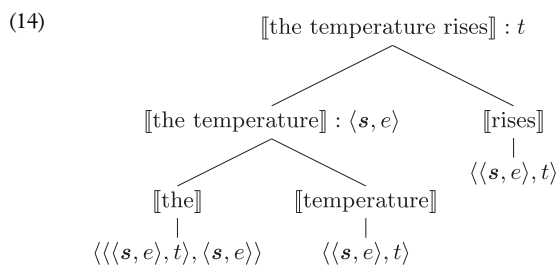 (14)
⟦the temperature rises⟧ : t
⟦the temperature⟧ : ⟨s, e⟩ ⟦rises⟧
⟨⟨s, e⟩, t⟩
⟦the⟧ ⟦temperature⟧
⟨⟨⟨s, e⟩, t⟩, ⟨s, e⟩⟩ ⟨⟨s, e⟩, t⟩